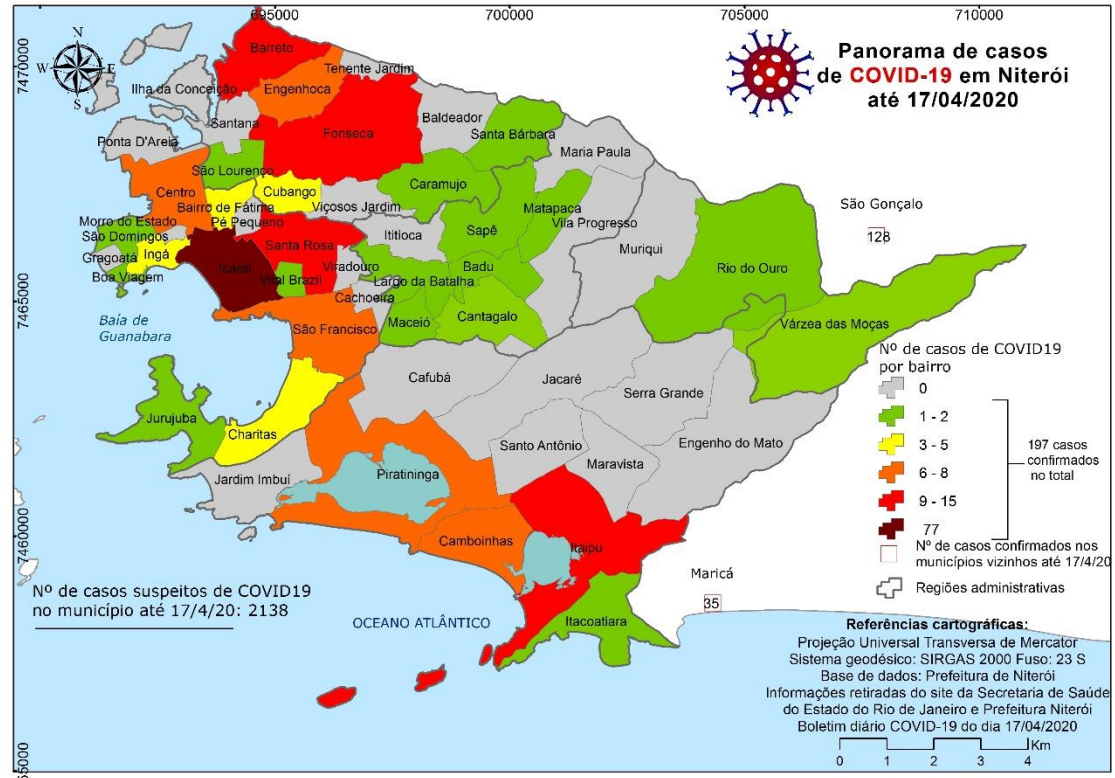 695000
700000
705000
710000
7470000
7465000
7460000
N
W
E
S
Panorama de casos
de COVID-19 em Niterói
até 17/04/2020
Barreto
Tenente Jardim
Engenhoca
Ilha da Conceição
Santana
Fonseca
Baldeador
Santa Bárbara
Ponta D'Areia
Maria Paula
São Lourenço
Centro
Cubango
Caramujo
Bairro de Fátima
Viçosos Jardim
Matapaca
Pé Pequeno
Vila Progresso
Morro do Estado
São Domingos
Santa Rosa
Ititioca
Sapê
Muriqui
São Gonçalo
128
Gragoatá
Ingá
Icaraí
Viradouro
Badu
Boa Viagem
Vital Brazil
Largo da Batalha
Rio do Ouro
Cachoeira
Maceió
Cantagalo
Várzea das Moças
Baía de
Guanabara
São Francisco
Cafubá
Jacaré
Serra Grande
Jurujuba
Charitas
Santo Antônio
Engenho do Mato
Maravista
Jardim Imbuí
Piratininga
Camboinhas
Itaipu
Maricá
35
Itacoatiara
OCEANO ATLÂNTICO
Nº de casos de COVID19
por bairro
0
1 - 2
3 - 5
6 - 8
9 - 15
77
197 casos
confirmados
no total
Nº de casos confirmados nos
municípios vizinhos até 17/4/20
Regiões administrativas
Nº de casos suspeitos de COVID19
no município até 17/4/20: 2138
Referências cartográficas:
Projeção Universal Transversa de Mercator
Sistema geodésico: SIRGAS 2000 Fuso: 23 S
Base de dados: Prefeitura de Niterói
Informações retiradas do site da Secretaria de Saúde
do Estado do Rio de Janeiro e Prefeitura Niterói
Boletim diário COVID-19 do dia 17/04/2020
Km
0 1 2 3 4